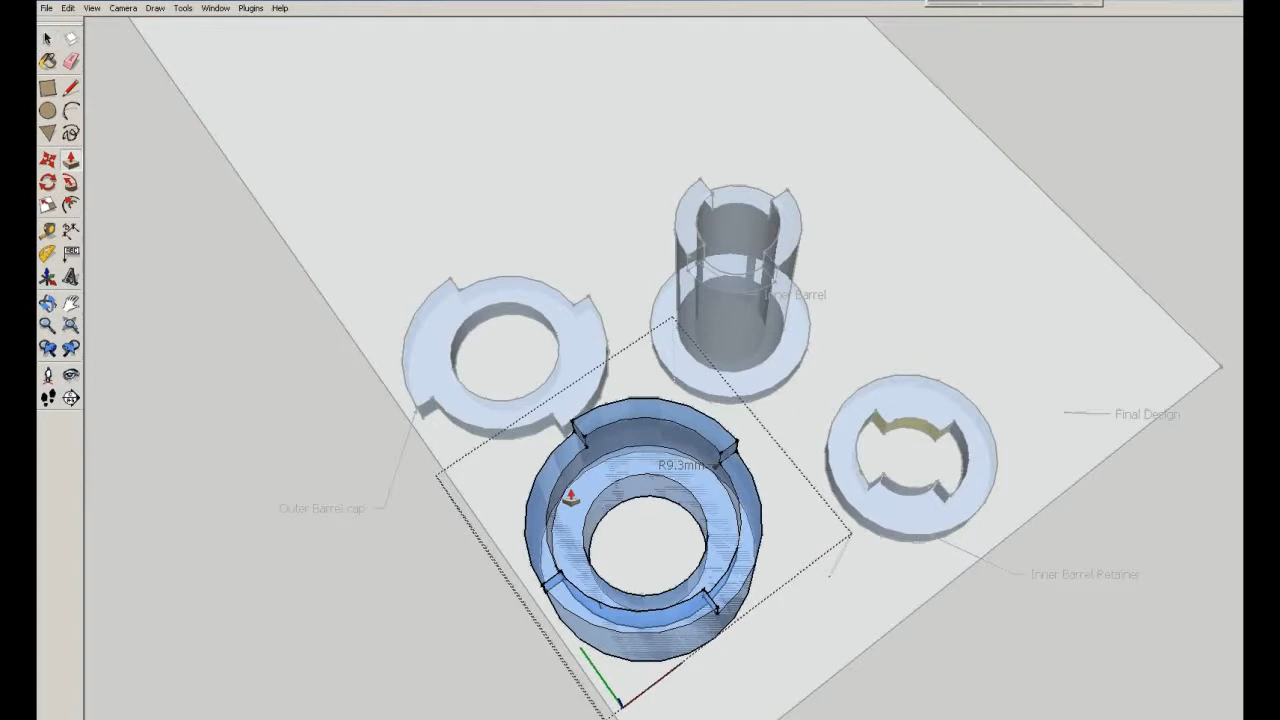 File Edit View Camera Draw Tools Window Plugins Help
Inner Barrel
Final Design
R9.3mm
Outer Barrel cap
Inner Barrel Retainer